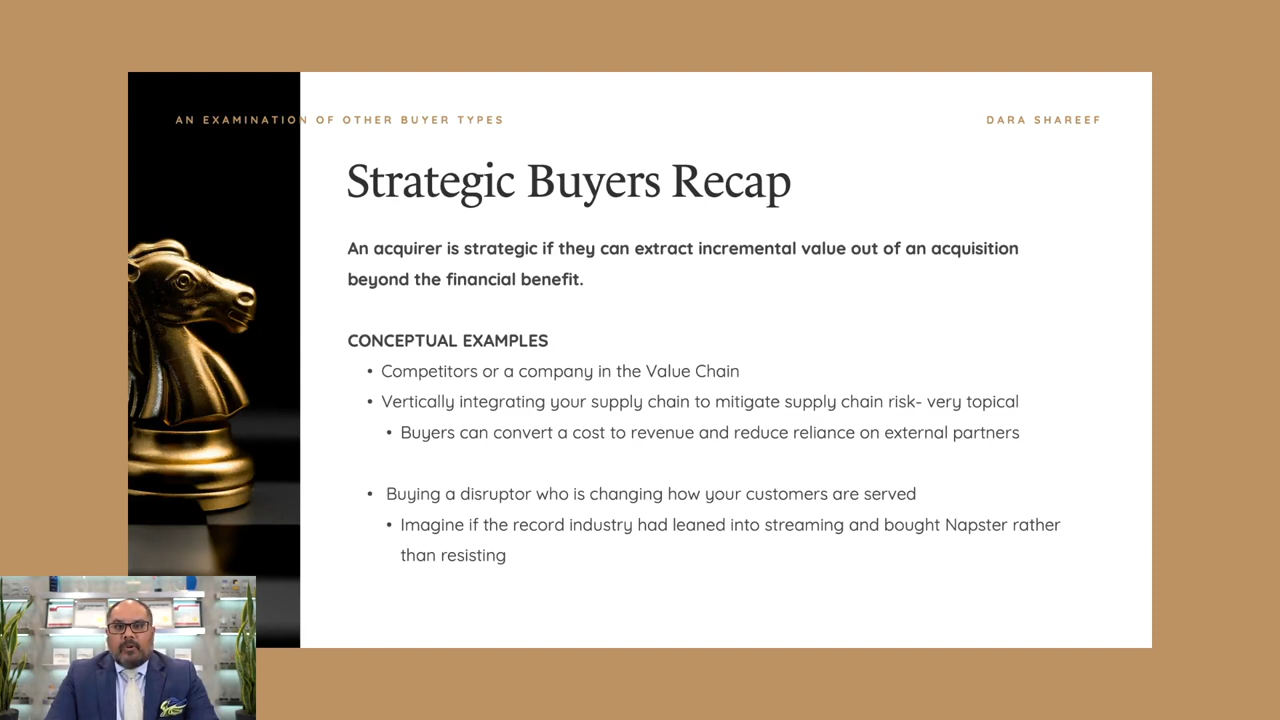 AN EXAMINATION OF OTHER BUYER TYPES
DARA SHAREEF
Strategic Buyers Recap
An acquirer is strategic if they can extract incremental value out of an acquisition
beyond the financial benefit.
CONCEPTUAL EXAMPLES
• Competitors or a company in the Value Chain
• Vertically integrating your supply chain to mitigate supply chain risk- very topical
• Buyers can convert a cost to revenue and reduce reliance on external partners
• Buying a disruptor who is changing how your customers are served
• Imagine if the record industry had leaned into streaming and bought Napster rather
than resisting